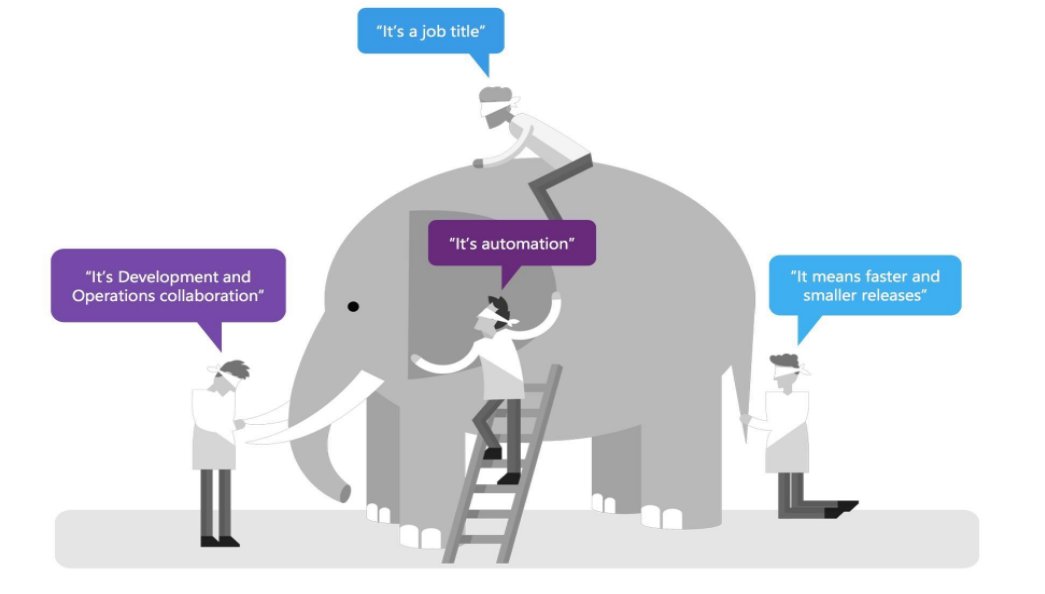 “It’s a job title”
“It’s automation”
“It’s Development and
Operations collaboration”
“It means faster and
smaller releases”